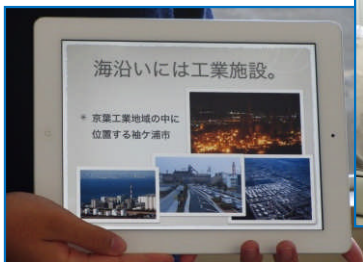 海沿いには工業施設。
* 京葉工業地域の中に
位置する袖ケ浦市